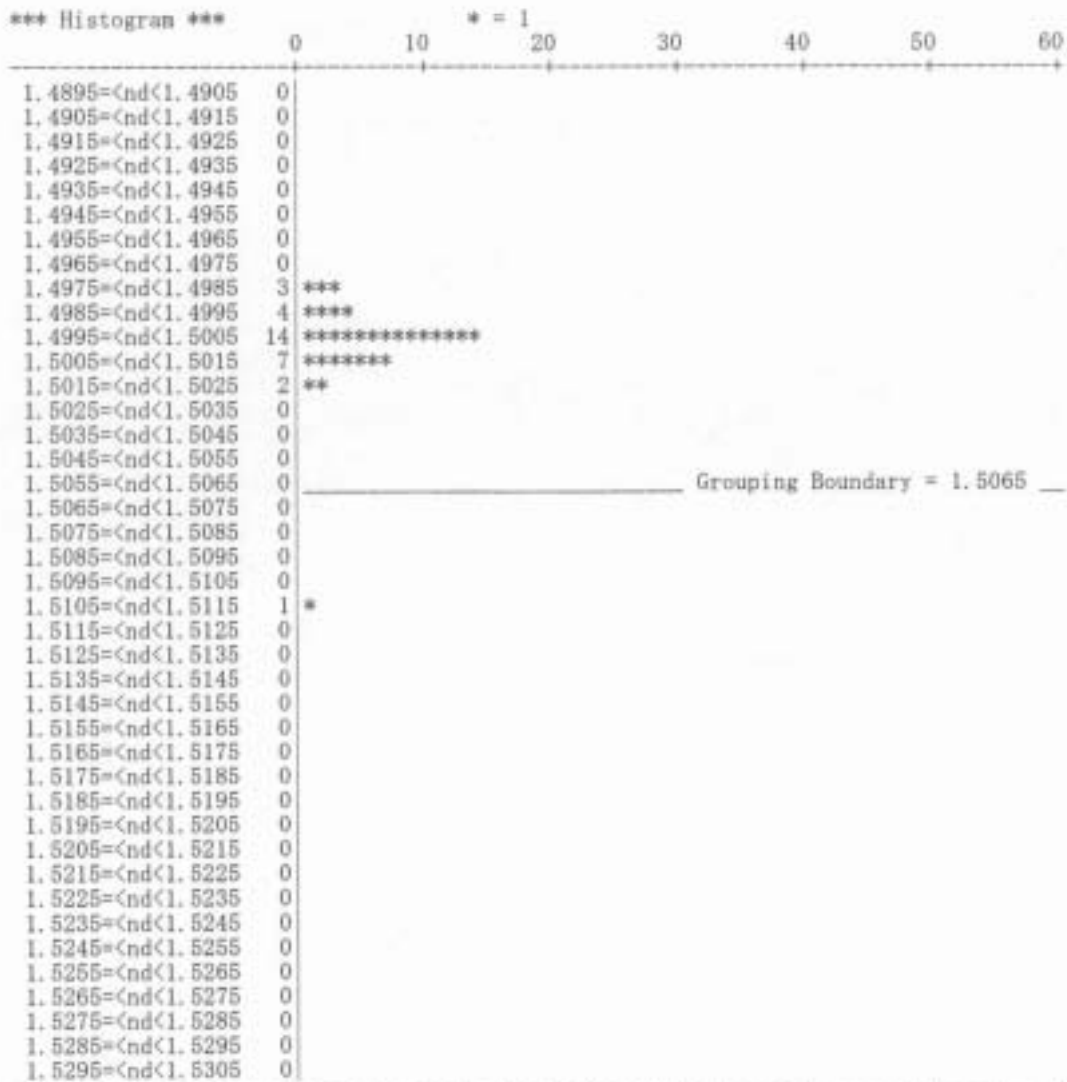 *** Histogram *** * = 1
0 10 20 30 40 50 60
1.4895=<nd<1.4905 0
1.4905=<nd<1.4915 0
1.4915=<nd<1.4925 0
1.4925=<nd<1.4935 0
1.4935=<nd<1.4945 0
1.4945=<nd<1.4955 0
1.4955=<nd<1.4965 0
1.4965=<nd<1.4975 0
1.4975=<nd<1.4985 3 ***
1.4985=<nd<1.4995 4 ****
1.4995=<nd<1.5005 14 **************
1.5005=<nd<1.5015 7 *******
1.5015=<nd<1.5025 2 **
1.5025=<nd<1.5035 0
1.5035=<nd<1.5045 0
1.5045=<nd<1.5055 0
1.5055=<nd<1.5065 0 Grouping Boundary = 1.5065
1.5065=<nd<1.5075 0
1.5075=<nd<1.5085 0
1.5085=<nd<1.5095 0
1.5095=<nd<1.5105 0
1.5105=<nd<1.5115 1 *
1.5115=<nd<1.5125 0
1.5125=<nd<1.5135 0
1.5135=<nd<1.5145 0
1.5145=<nd<1.5155 0
1.5155=<nd<1.5165 0
1.5165=<nd<1.5175 0
1.5175=<nd<1.5185 0
1.5185=<nd<1.5195 0
1.5195=<nd<1.5205 0
1.5205=<nd<1.5215 0
1.5215=<nd<1.5225 0
1.5225=<nd<1.5235 0
1.5235=<nd<1.5245 0
1.5245=<nd<1.5255 0
1.5255=<nd<1.5265 0
1.5265=<nd<1.5275 0
1.5275=<nd<1.5285 0
1.5285=<nd<1.5295 0
1.5295=<nd<1.5305 0